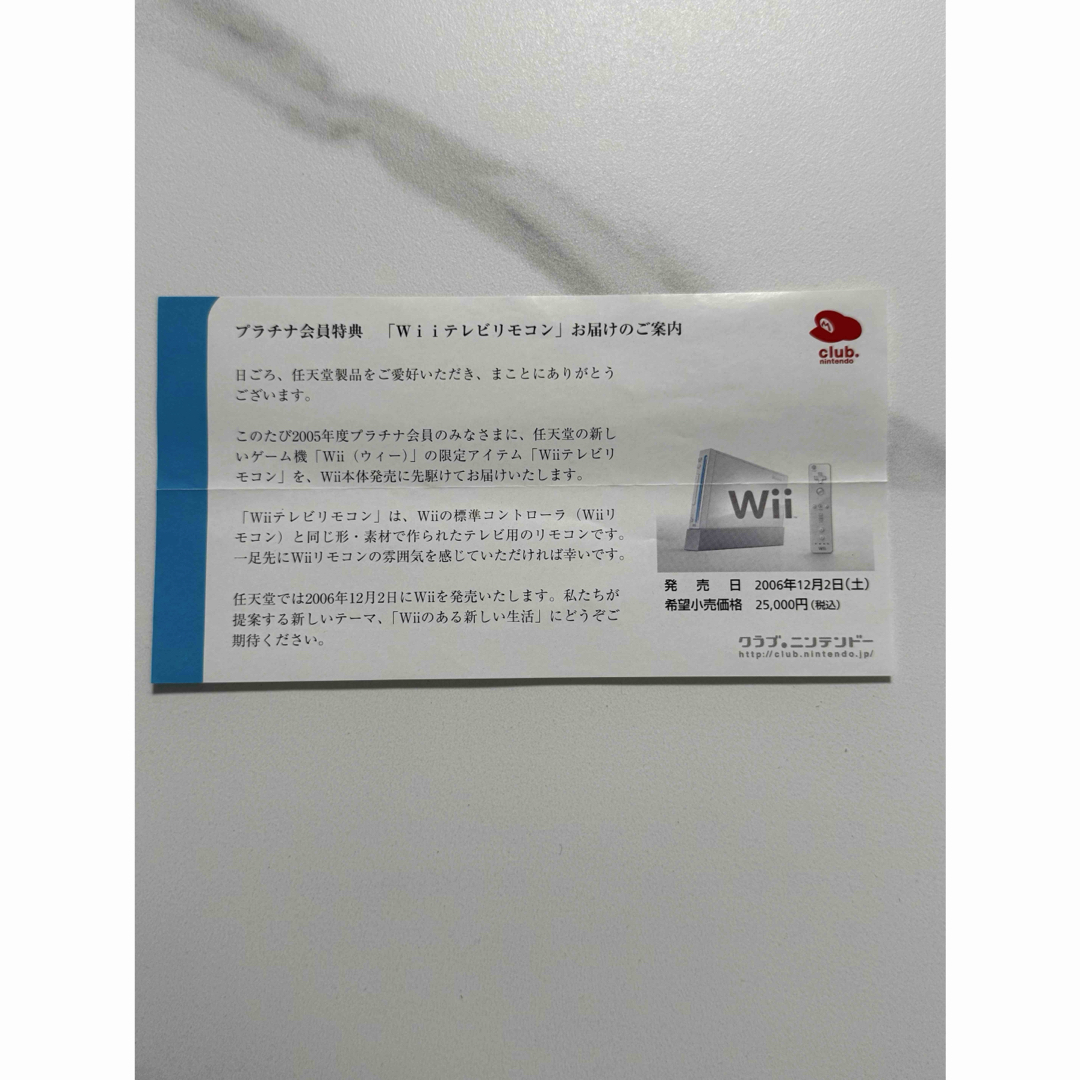 プラチナ会員特典　「Ｗｉｉテレビリモコン」お届けのご案内
club.
nintendo
日ごろ、任天堂製品をご愛好いただき、まことにありがとう
ございます。
このたび2005年度プラチナ会員のみなさまに、任天堂の新し
いゲーム機「Wii（ウィー）」の限定アイテム「Wiiテレビリ
モコン」を、Wii本体発売に先駆けてお届けいたします。
「Wiiテレビリモコン」は、Wiiの標準コントローラ（Wiiリ
モコン）と同じ形・素材で作られたテレビ用のリモコンです。
一足先にWiiリモコンの雰囲気を感じていただければ幸いです。
任天堂では2006年12月2日にWiiを発売いたします。私たちが
提案する新しいテーマ、「Wiiのある新しい生活」にどうぞご
期待ください。
Wii
発　売　日　2006年12月2日（土）
希望小売価格　25,000円（税込）
クラブ・ニンテンドー
http://club.nintendo.jp/